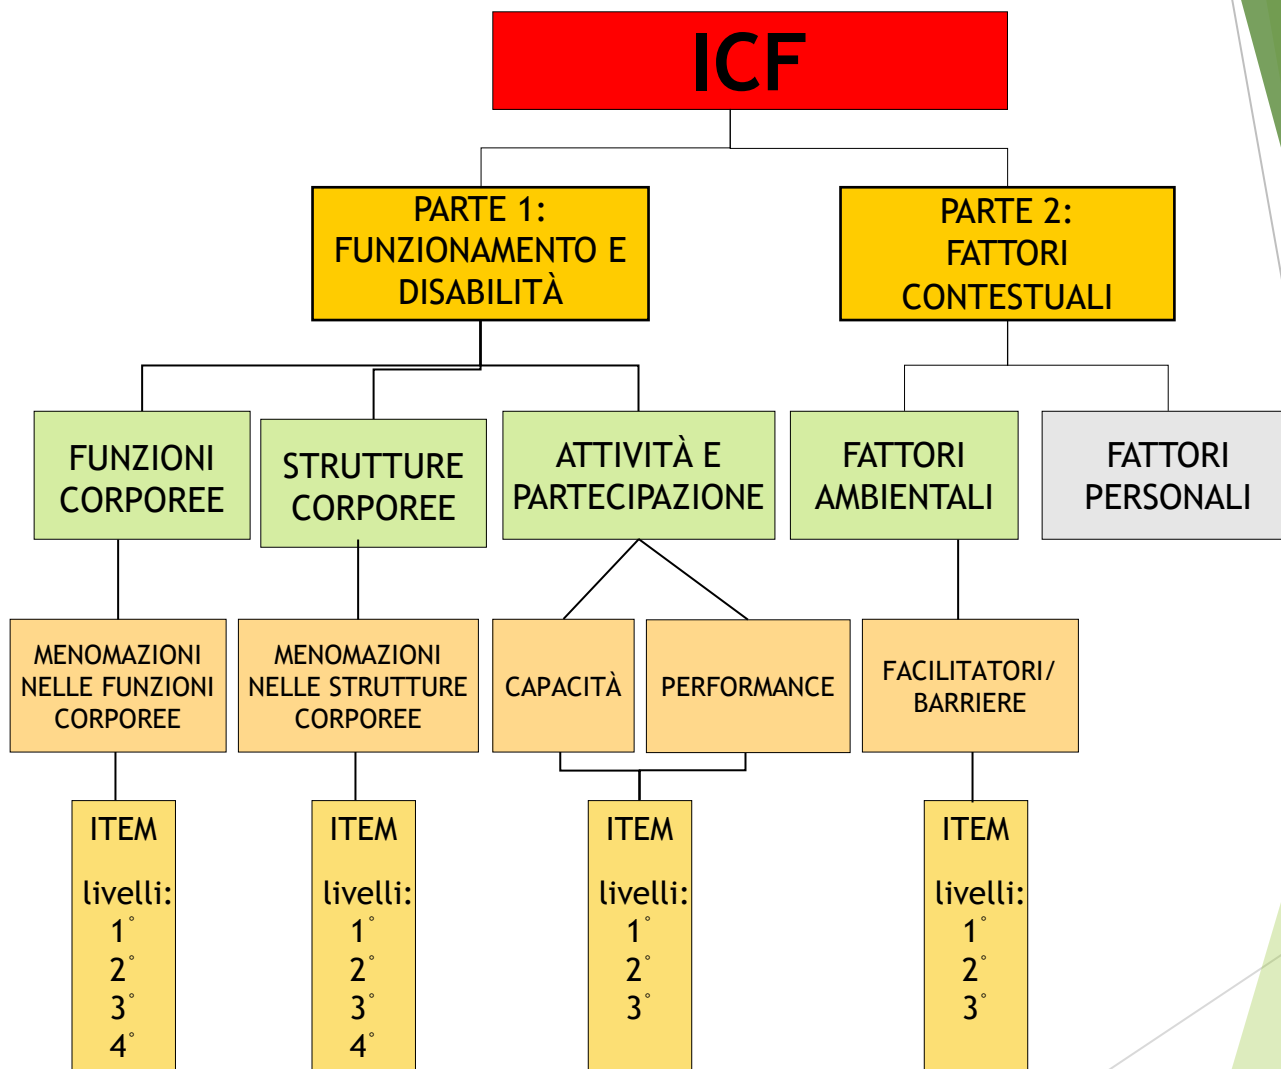 ICF
PARTE 1:
FUNZIONAMENTO E
DISABILITÀ
PARTE 2:
FATTORI
CONTESTUALI
FUNZIONI
CORPOREE
STRUTTURE
CORPOREE
ATTIVITÀ E
PARTECIPAZIONE
FATTORI
AMBIENTALI
FATTORI
PERSONALI
MENOMAZIONI
NELLE FUNZIONI
CORPOREE
MENOMAZIONI
NELLE STRUTTURE
CORPOREE
CAPACITÀ
PERFORMANCE
FACILITATORI/
BARRIERE
ITEM
livelli:
1°
2°
3°
4°
ITEM
livelli:
1°
2°
3°
4°
ITEM
livelli:
1°
2°
3°
ITEM
livelli:
1°
2°
3°